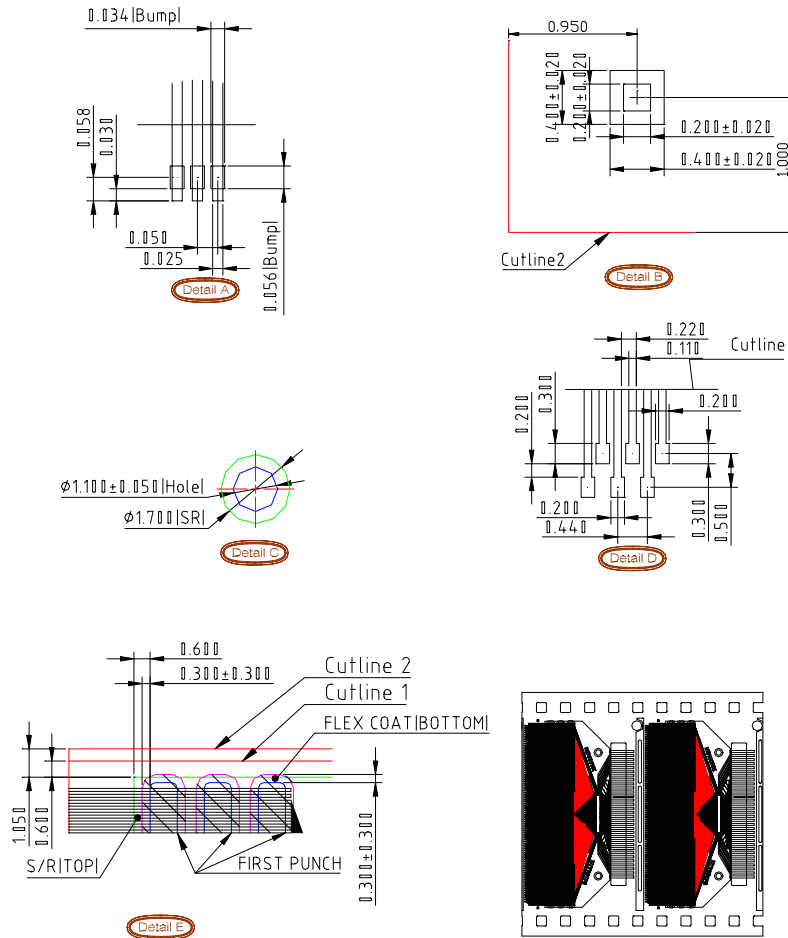 0.034|Bump|
0.058
0.030
0.050
0.025
0.056|Bump|
Detail A
0.950
0.400±0.020
0.200±0.020
0.200±0.020
0.400±0.020
1.000
Cutline2
Detail B
Φ1.100±0.050|Hole|
Φ1.700|SR|
Detail C
0.220
0.110
Cutline
0.300
0.200
0.200
0.200
0.440
0.300
0.500
Detail D
0.600
0.300±0.300
Cutline 2
Cutline 1
FLEX COAT|BOTTOM|
1.050
0.600
S/R|TOP|
FIRST PUNCH
0.300±0.300
Detail E